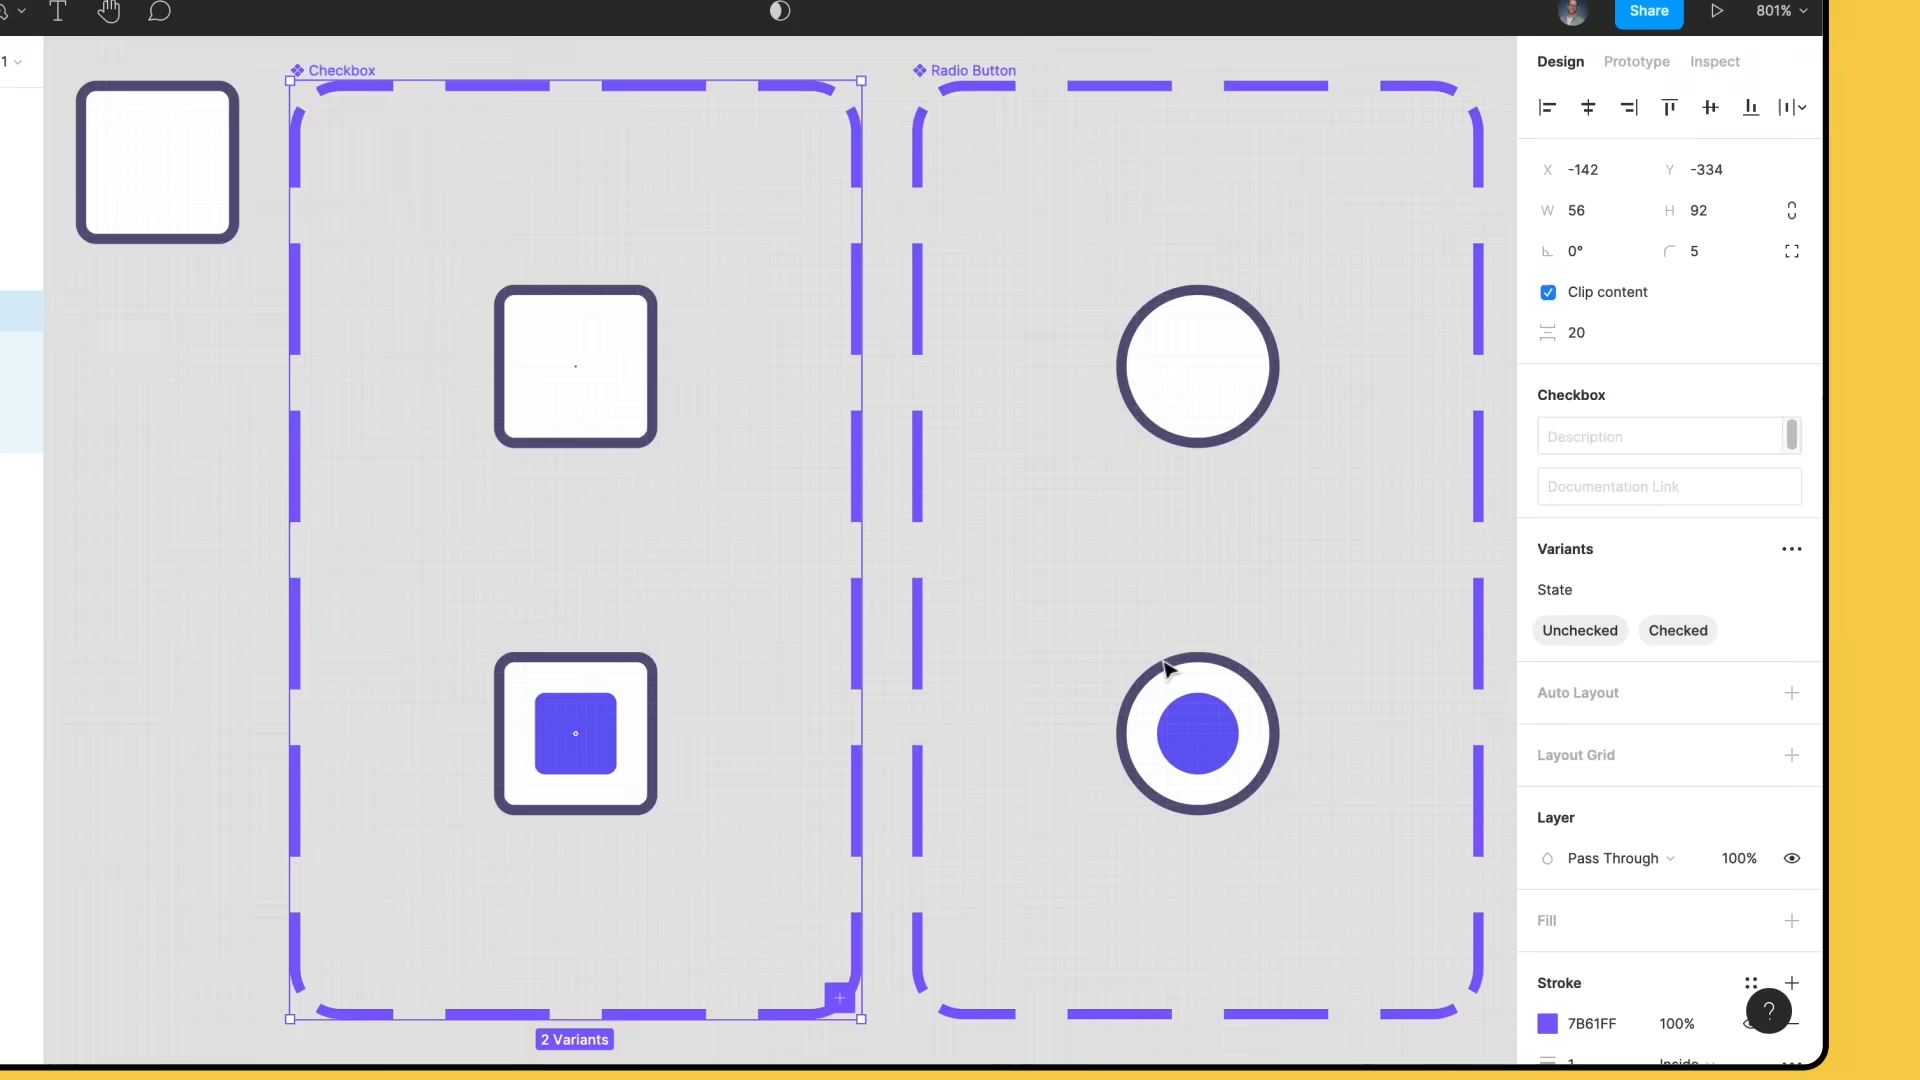 Share
801%
1
Checkbox
Radio Button
Design Prototype Inspect
X -142 Y -334
W 56 H 92
0° 5
Clip content
20
Checkbox
Description
Documentation Link
Variants
State
Unchecked Checked
Auto Layout
Layout Grid
Layer
Pass Through 100%
Fill
Stroke
7B61FF 100%
?
1 Inside
2 Variants